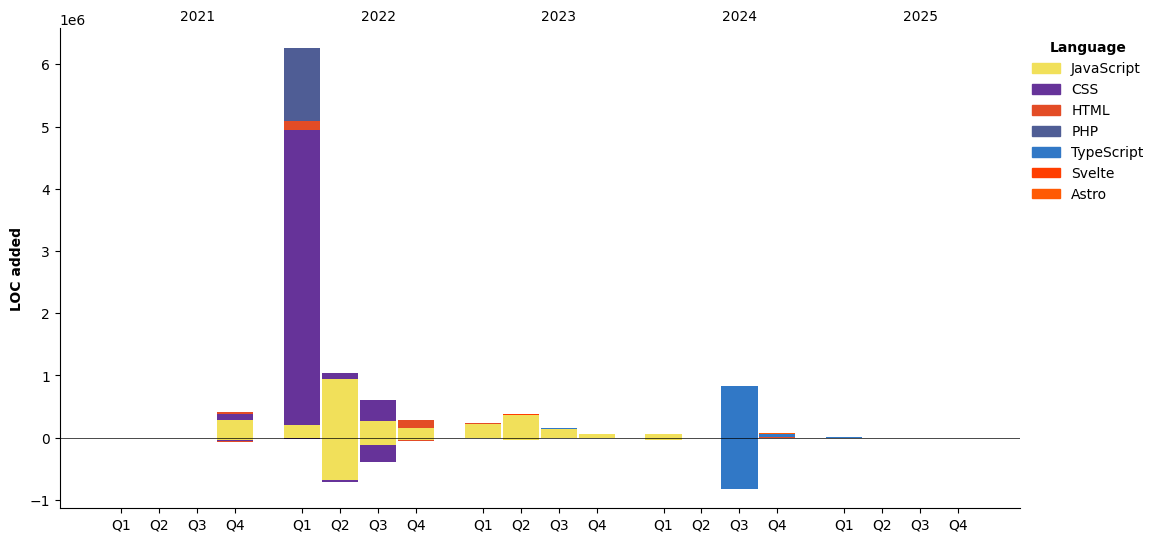 2021 2022 2023 2024 2025
1e6
Language
JavaScript
CSS
HTML
PHP
TypeScript
Svelte
Astro
LOC added
6
5
4
3
2
1
0
−1
Q1 Q2 Q3 Q4 Q1 Q2 Q3 Q4 Q1 Q2 Q3 Q4 Q1 Q2 Q3 Q4 Q1 Q2 Q3 Q4